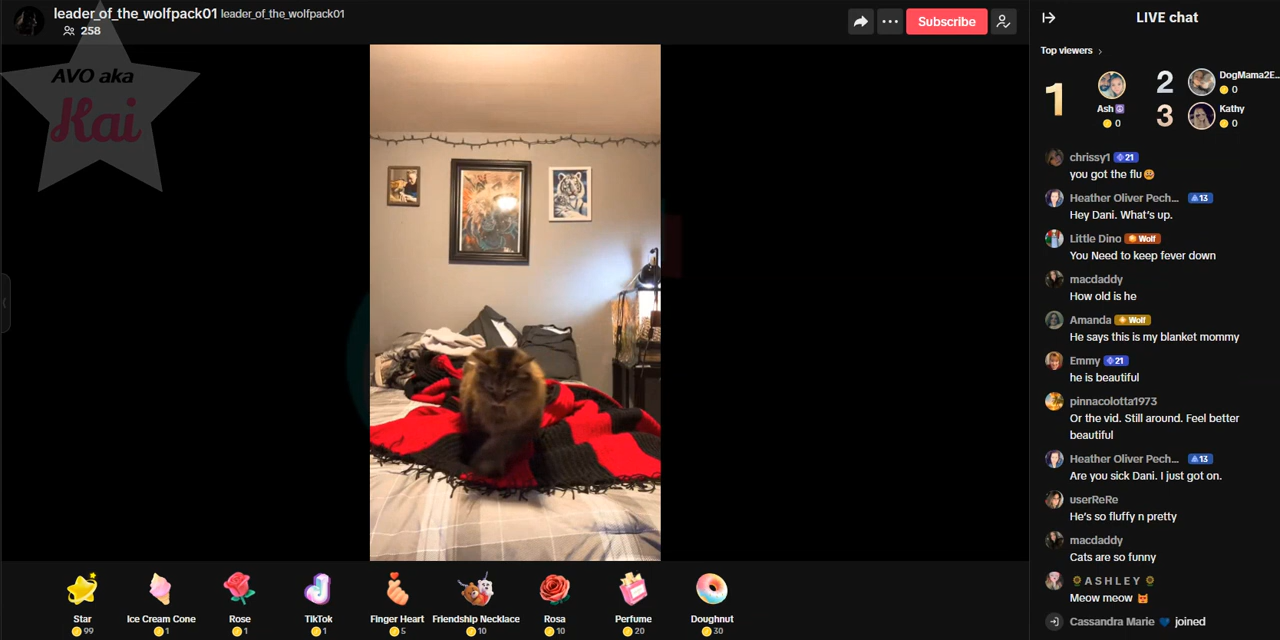 leader_of_the_wolfpack01 leader_of_the_wolfpack01
258
Subscribe
AVO aka
Kai
LIVE chat
Top viewers
1
Ash
0
2
DogMama2E...
0
3
Kathy
0
chrissy1 21
you got the flu
Heather Oliver Pech... 13
Hey Dani. What's up.
Little Dino Wolf
You Need to keep fever down
macdaddy
How old is he
Amanda Wolf
He says this is my blanket mommy
Emmy 21
he is beautiful
pinnacolotta1973
Or the vid. Still around. Feel better
beautiful
Heather Oliver Pech... 13
Are you sick Dani. I just got on.
userReRe
He's so fluffy n pretty
macdaddy
Cats are so funny
ASHLEY
Meow meow
Cassandra Marie joined
Star
99
Ice Cream Cone
1
Rose
1
TikTok
1
Finger Heart
5
Friendship Necklace
10
Rosa
10
Perfume
20
Doughnut
30